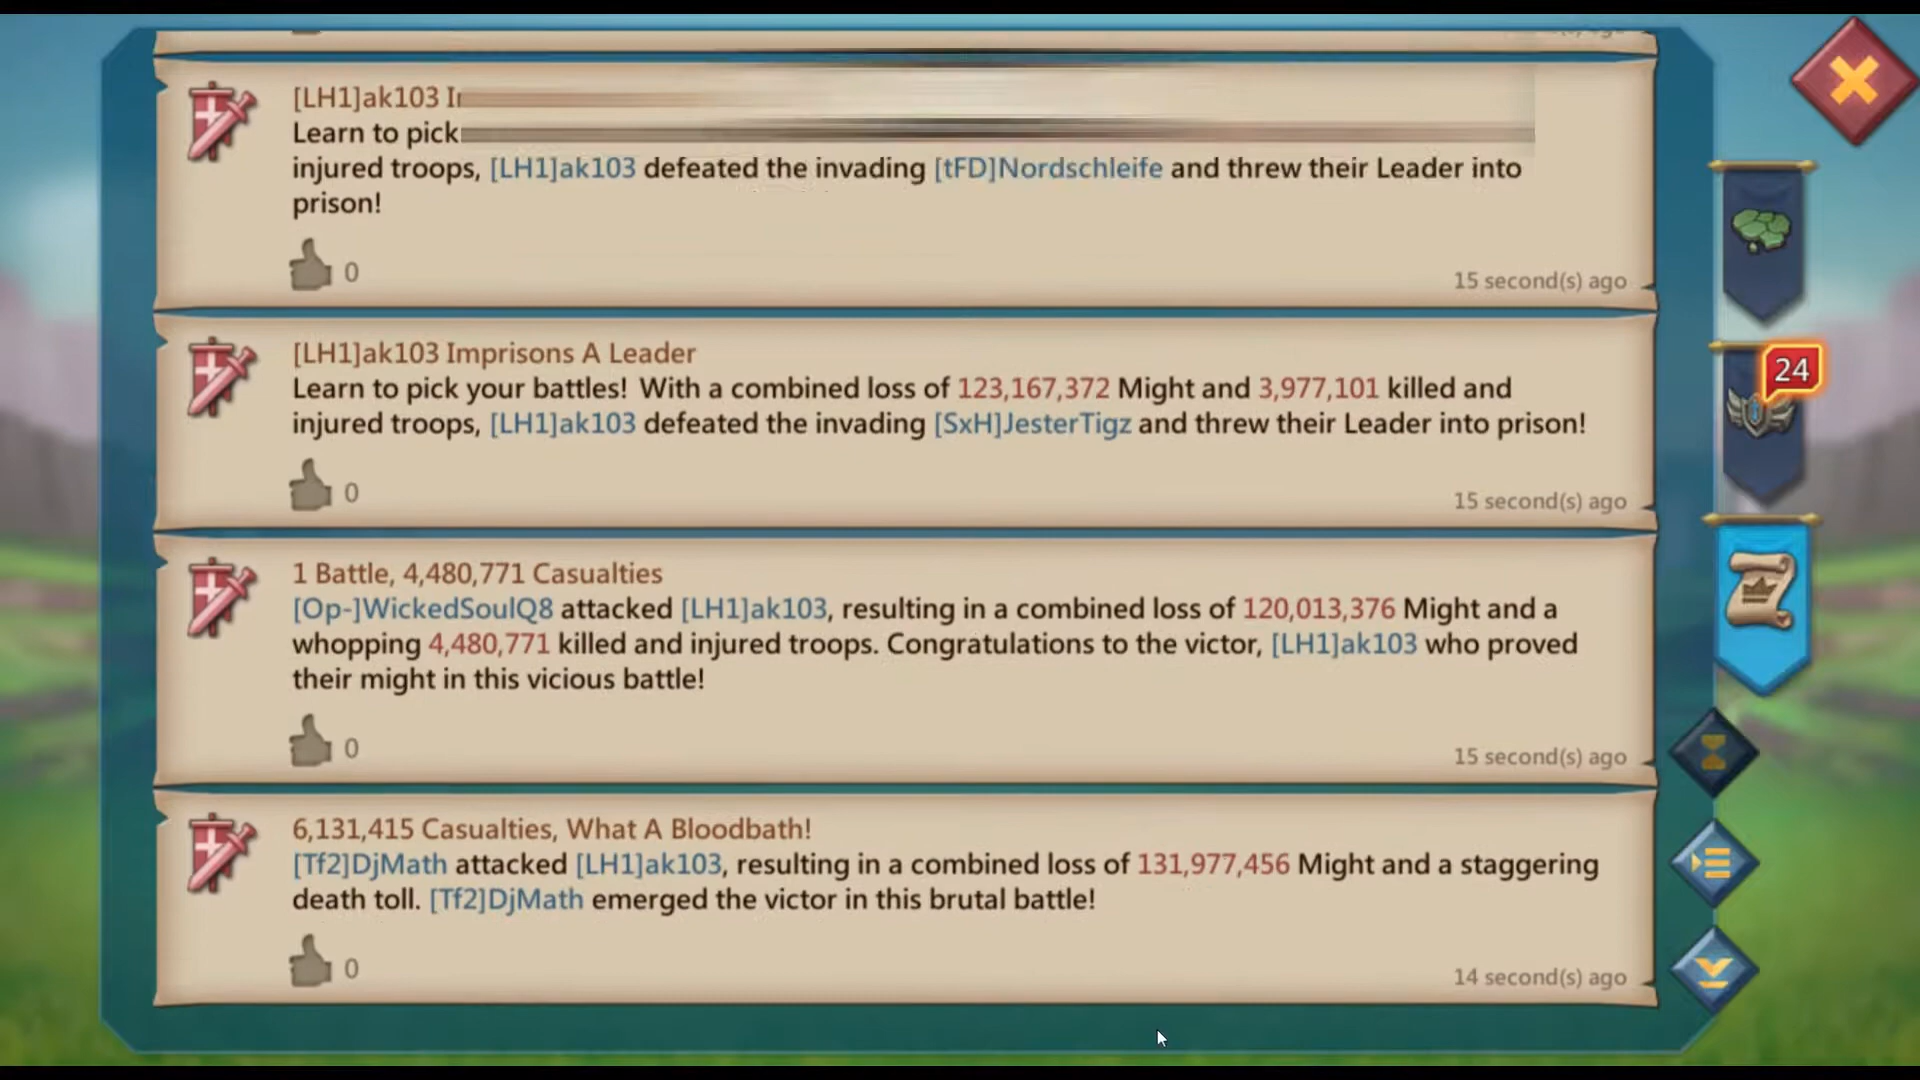 [LH1]ak103
Learn to pick
injured troops, [LH1]ak103 defeated the invading [tFD]Nordschleife and threw their Leader into
prison!
0
15 second(s) ago
[LH1]ak103 Imprisons A Leader
Learn to pick your battles! With a combined loss of 123,167,372 Might and 3,977,101 killed and
injured troops, [LH1]ak103 defeated the invading [SxH]JesterTigz and threw their Leader into prison!
0
15 second(s) ago
1 Battle, 4,480,771 Casualties
[Op-]WickedSoulQ8 attacked [LH1]ak103, resulting in a combined loss of 120,013,376 Might and a
whopping 4,480,771 killed and injured troops. Congratulations to the victor, [LH1]ak103 who proved
their might in this vicious battle!
0
15 second(s) ago
6,131,415 Casualties, What A Bloodbath!
[Tf2]DjMath attacked [LH1]ak103, resulting in a combined loss of 131,977,456 Might and a staggering
death toll. [Tf2]DjMath emerged the victor in this brutal battle!
0
14 second(s) ago
24